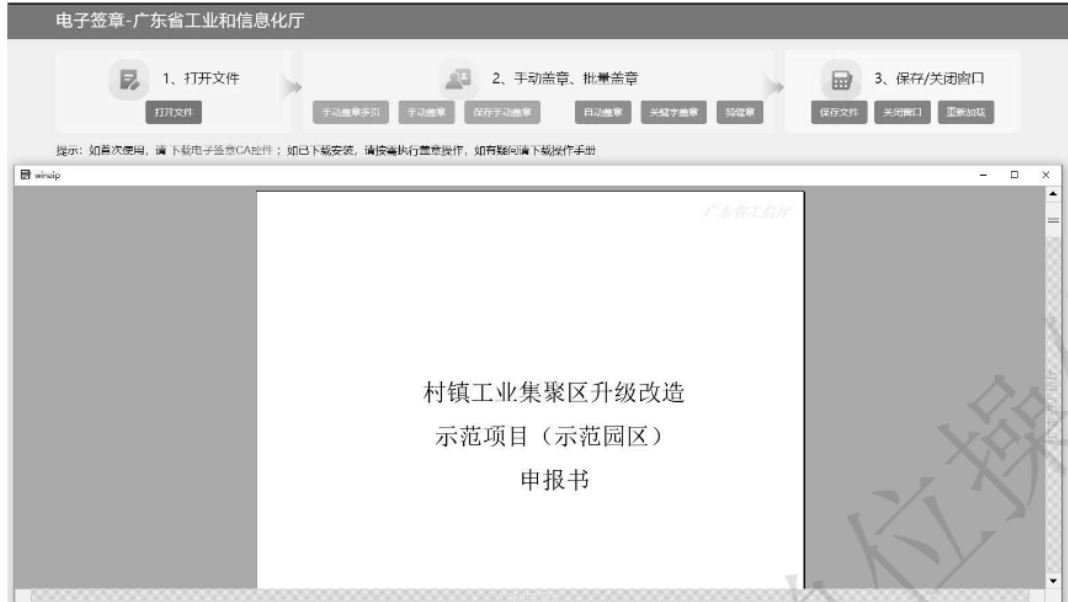 电子签章-广东省工业和信息化厅
1、打开文件
2、手动盖章、批量盖章
3、保存/关闭窗口
打开文件
手动盖章多页
手动盖章
保存手动盖章
自动盖章
关键字盖章
骑缝章
保存文件
关闭窗口
重新加载
提示：如首次使用，请 下载电子签章CA控件 ；如已下载安装，请按需执行盖章操作，如有疑问请下载操作手册
广东省工信厅
村镇工业集聚区升级改造
示范项目（示范园区）
申报书
位操